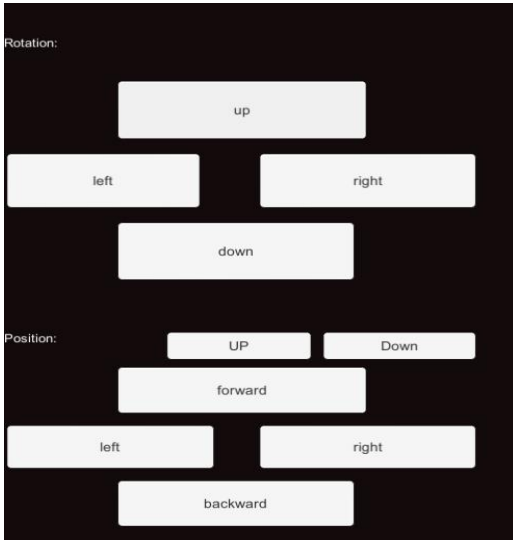 Rotation:
up
left right
down
Position: UP Down
forward
left right
backward